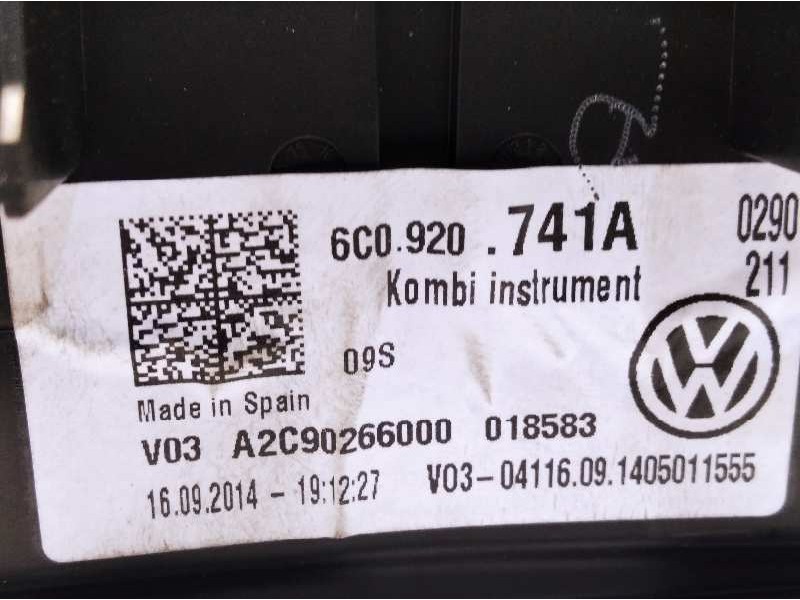 6C0.920 .741A 0290
Kombi instrument 211
09S
Made in Spain
V03 A2C90266000 018583
16.09.2014 - 19:12:27 V03-04116.09.1405011555